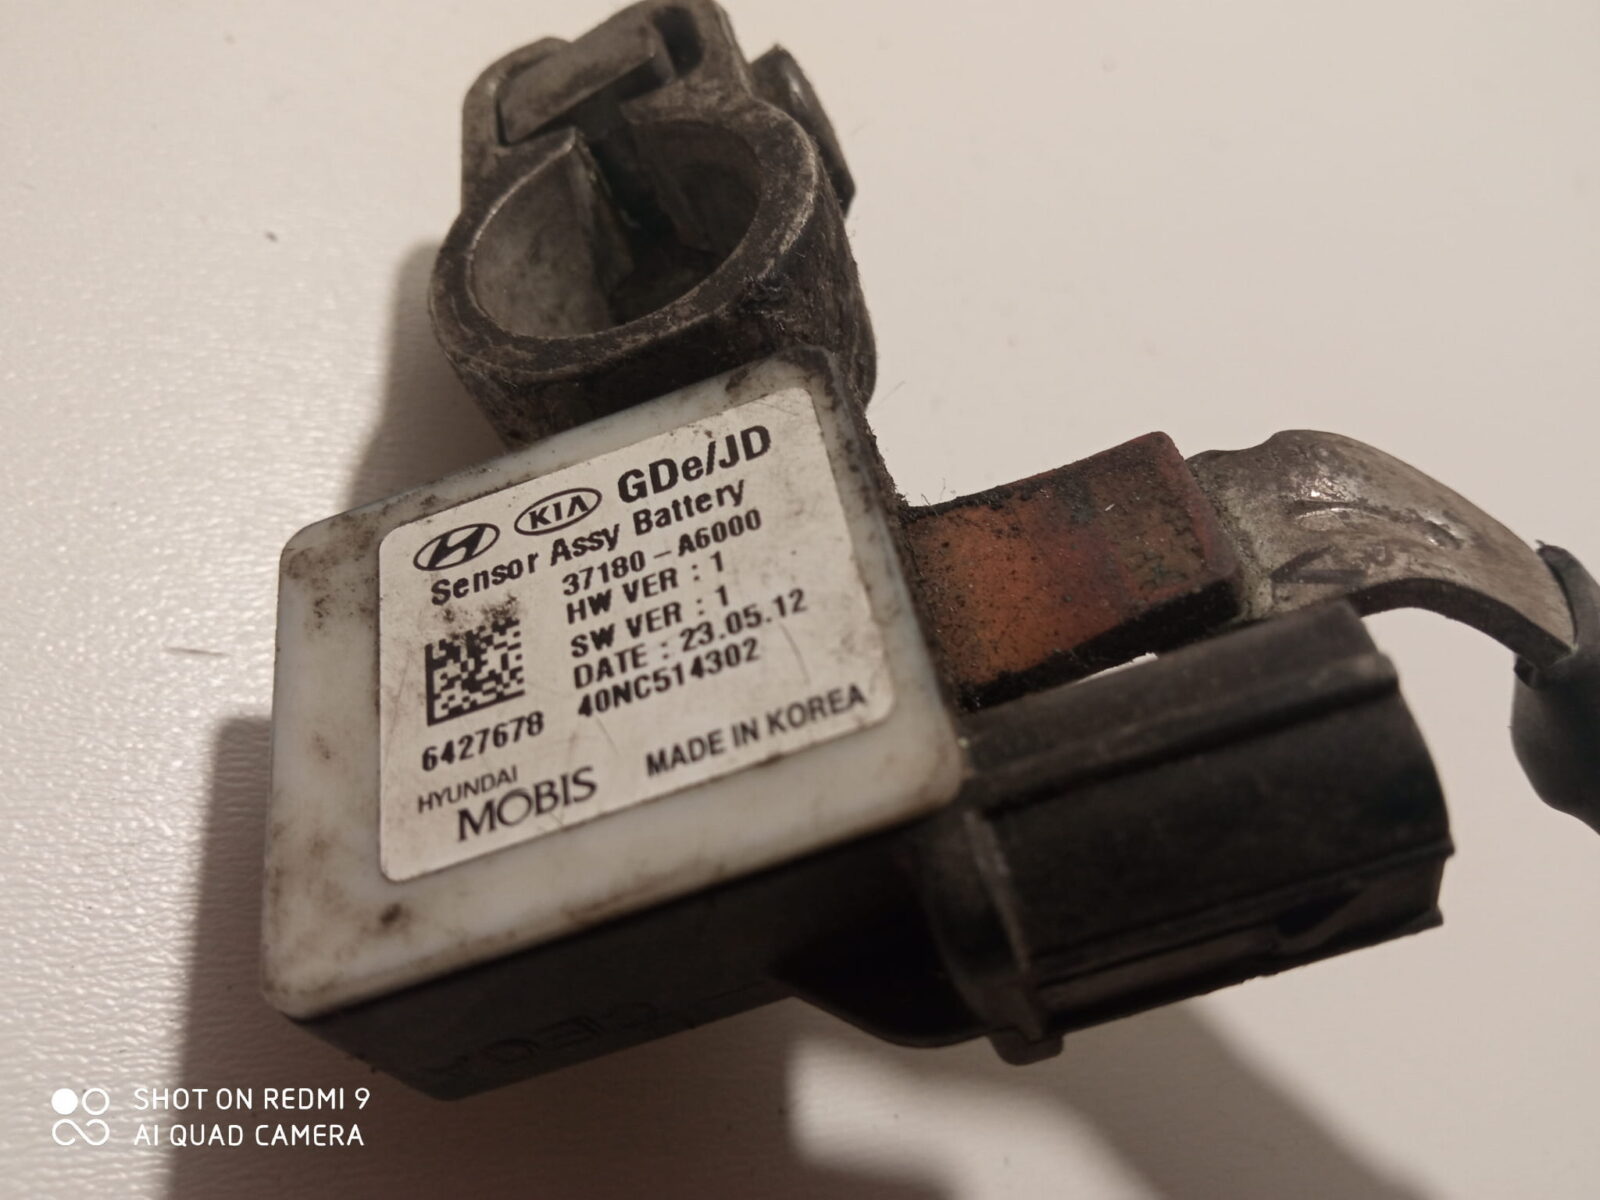 KIA GDe/JD
Sensor Assy Battery
37180-A6000
HW VER : 1
SW VER : 1
DATE : 23.05.12
40NC514302
6427678
HYUNDAI
MOBIS
MADE IN KOREA
SHOT ON REDMI 9
AI QUAD CAMERA